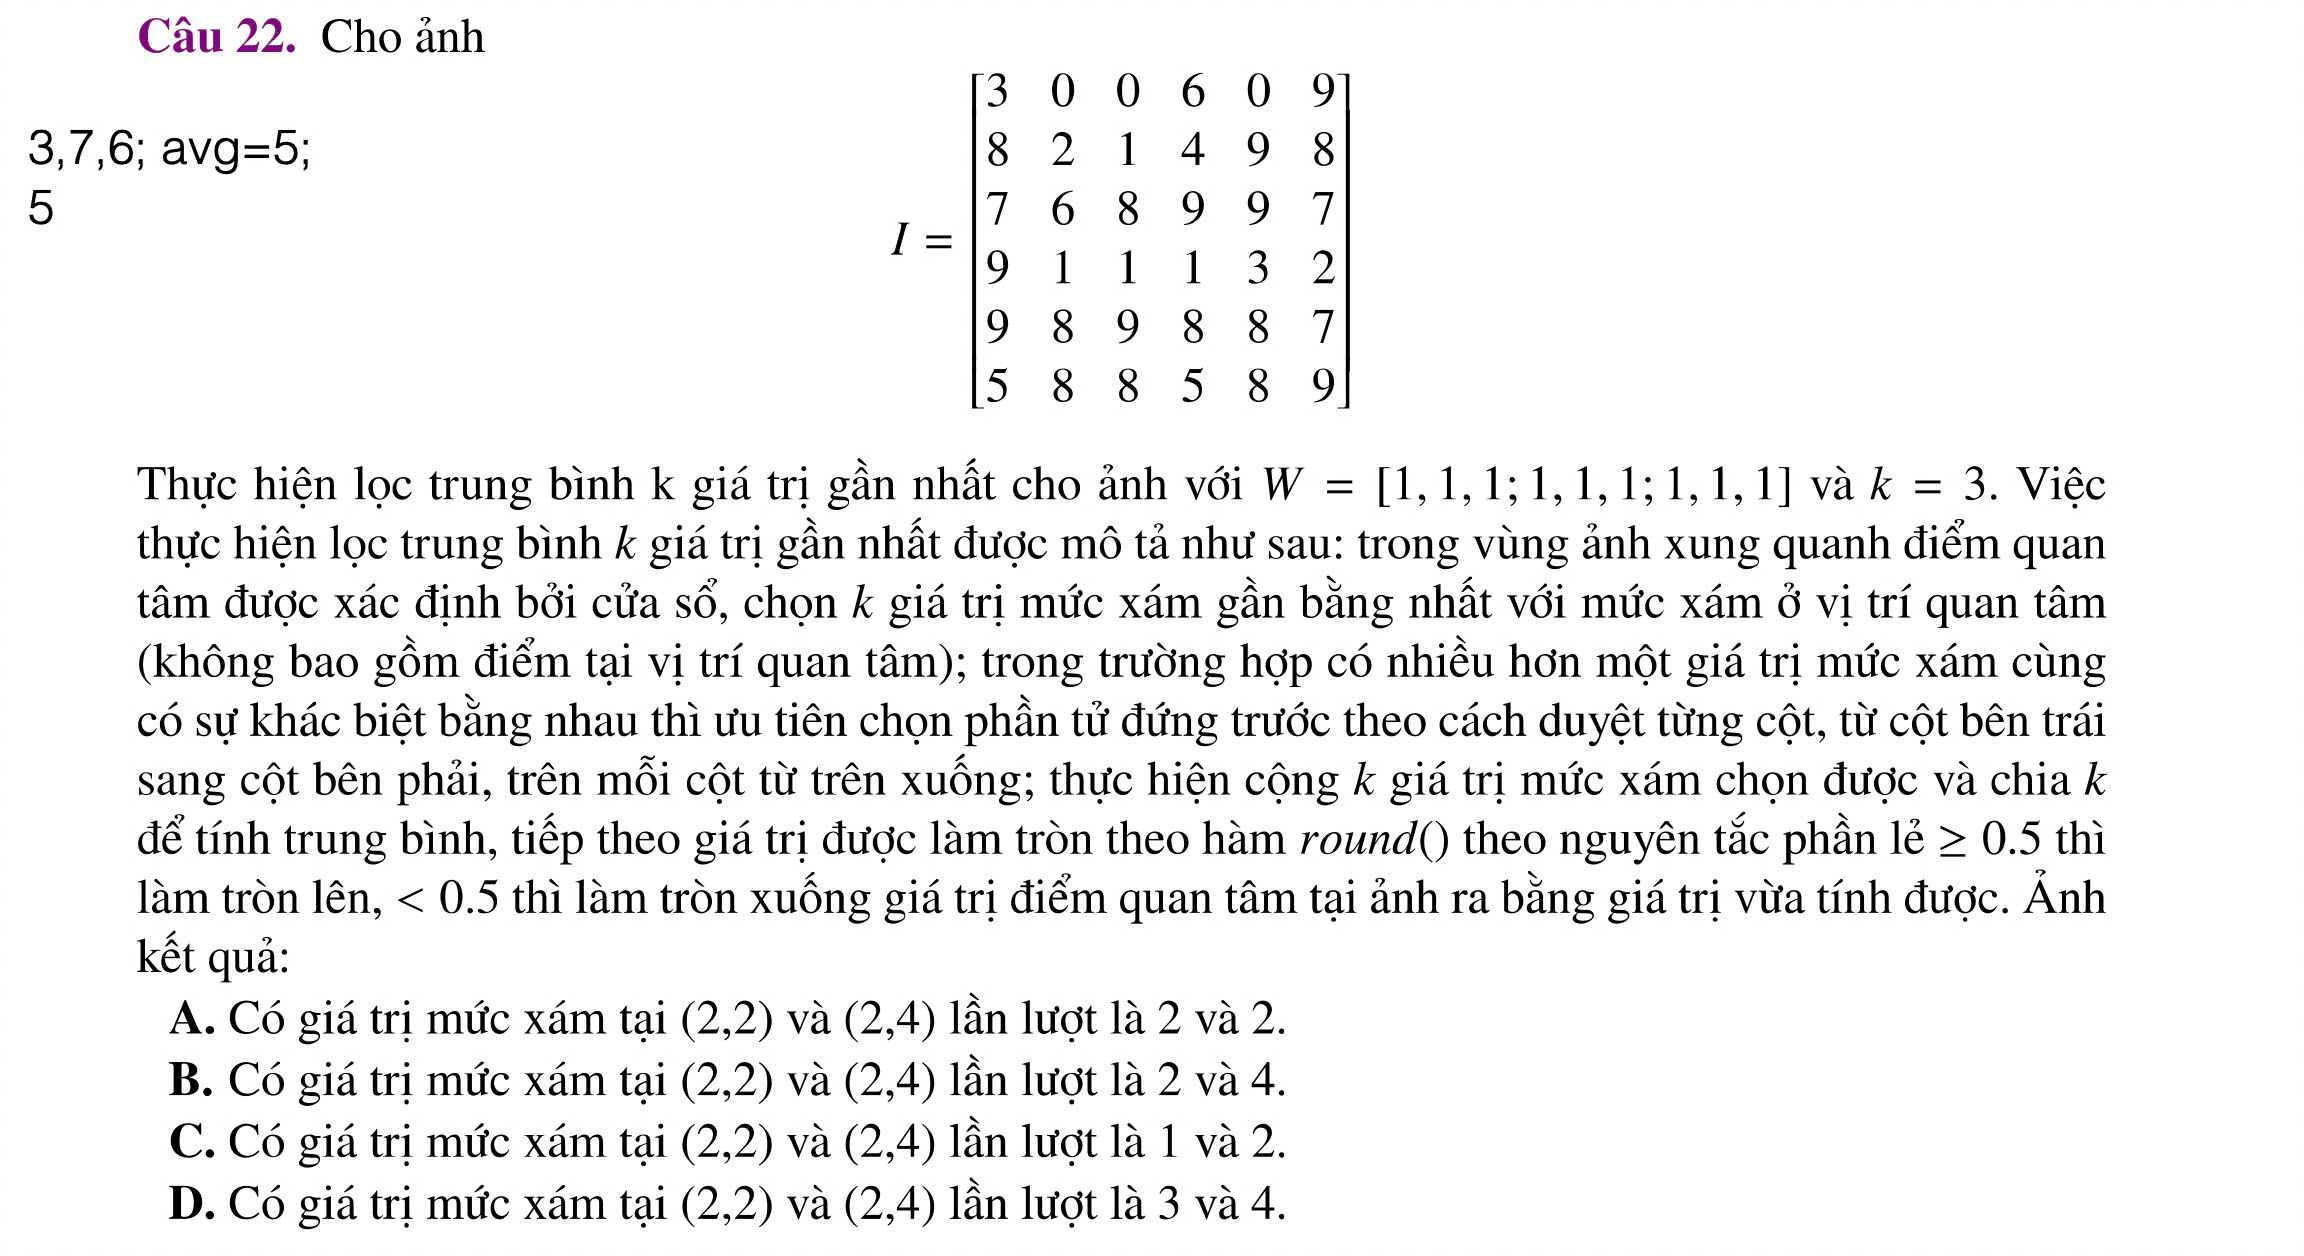 Câu 22. Cho ảnh
3,7,6; avg=5;
5
I =
3 0 0 6 0 9
8 2 1 4 9 8
7 6 8 9 9 7
9 1 1 1 3 2
9 8 9 8 8 7
5 8 8 5 8 9
Thực hiện lọc trung bình k giá trị gần nhất cho ảnh với W = [1, 1, 1; 1, 1, 1; 1, 1, 1] và k = 3. Việc
thực hiện lọc trung bình k giá trị gần nhất được mô tả như sau: trong vùng ảnh xung quanh điểm quan
tâm được xác định bởi cửa sổ, chọn k giá trị mức xám gần bằng nhất với mức xám ở vị trí quan tâm
(không bao gồm điểm tại vị trí quan tâm); trong trường hợp có nhiều hơn một giá trị mức xám cùng
có sự khác biệt bằng nhau thì ưu tiên chọn phần tử đứng trước theo cách duyệt từng cột, từ cột bên trái
sang cột bên phải, trên mỗi cột từ trên xuống; thực hiện cộng k giá trị mức xám chọn được và chia k
để tính trung bình, tiếp theo giá trị được làm tròn theo hàm round() theo nguyên tắc phần lẻ ≥ 0.5 thì
làm tròn lên, < 0.5 thì làm tròn xuống giá trị điểm quan tâm tại ảnh ra bằng giá trị vừa tính được. Ảnh
kết quả:
A. Có giá trị mức xám tại (2,2) và (2,4) lần lượt là 2 và 2.
B. Có giá trị mức xám tại (2,2) và (2,4) lần lượt là 2 và 4.
C. Có giá trị mức xám tại (2,2) và (2,4) lần lượt là 1 và 2.
D. Có giá trị mức xám tại (2,2) và (2,4) lần lượt là 3 và 4.